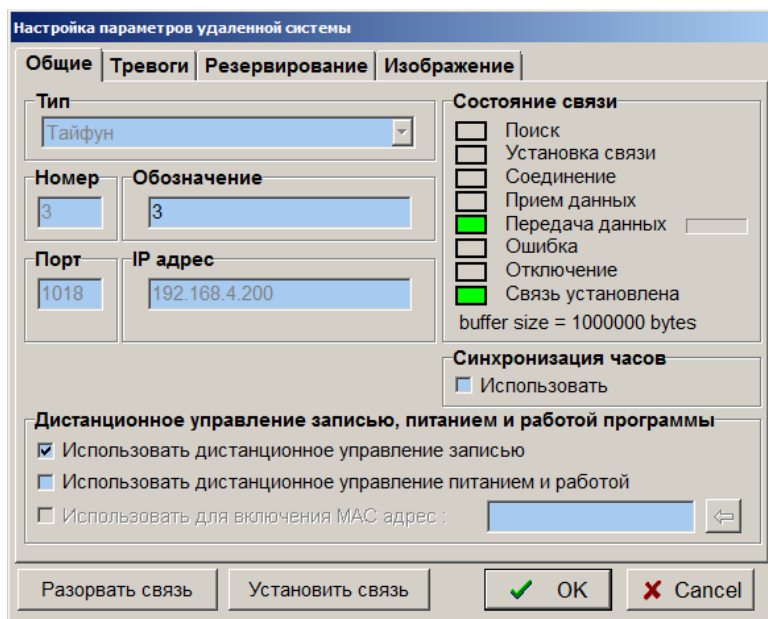 Настройка параметров удаленной системы
Общие Тревоги Резервирование Изображение
Тип
Тайфун
Номер Обозначение
3 3
Порт IP адрес
1018 192.168.4.200
Состояние связи
Поиск
Установка связи
Соединение
Прием данных
Передача данных
Ошибка
Отключение
Связь установлена
buffer size = 1000000 bytes
Синхронизация часов
Использовать
Дистанционное управление записью, питанием и работой программы
Использовать дистанционное управление записью
Использовать дистанционное управление питанием и работой
Использовать для включения MAC адрес :
Разорвать связь Установить связь OK Cancel